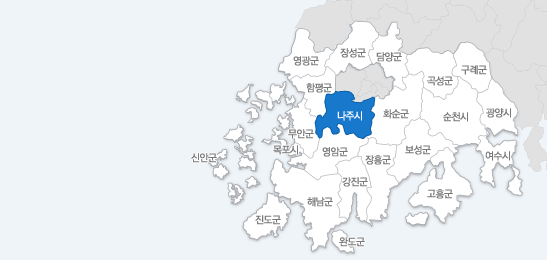 장성군
담양군
영광군
곡성군
구례군
함평군
나주시
화순군
순천시
광양시
무안군
목포시
영암군
장흥군
보성군
여수시
신안군
강진군
고흥군
해남군
진도군
완도군